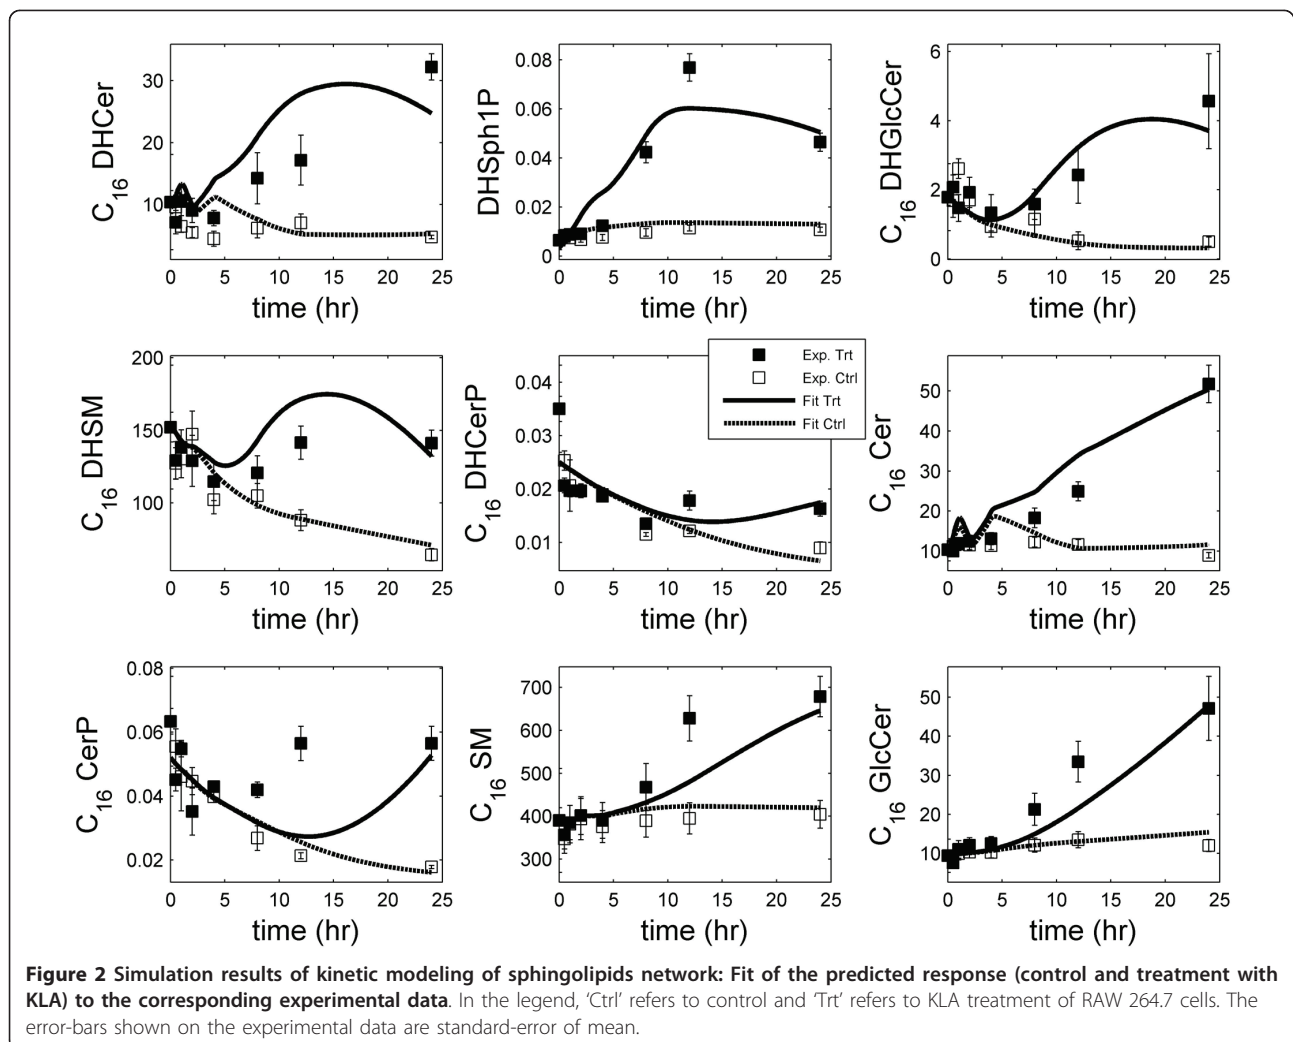 C16 DHCer
30
20
10
0 5 10 15 20 25
time (hr)
DHSph1P
0.08
0.06
0.04
0.02
0
0 5 10 15 20 25
time (hr)
C16 DHGlcCer
6
4
2
0
0 5 10 15 20 25
time (hr)
C16 DHSM
200
150
100
0 5 10 15 20 25
time (hr)
C16 DHCerP
0.04
0.03
0.02
0.01
0 5 10 15 20 25
time (hr)
Exp. Trt
Exp. Ctrl
Fit Trt
Fit Ctrl
C16 Cer
50
40
30
20
10
0 5 10 15 20 25
time (hr)
C16 CerP
0.08
0.06
0.04
0.02
0 5 10 15 20 25
time (hr)
C16 SM
700
600
500
400
300
0 5 10 15 20 25
time (hr)
C16 GlcCer
50
40
30
20
10
0 5 10 15 20 25
time (hr)
Figure 2 Simulation results of kinetic modeling of sphingolipids network: Fit of the predicted response (control and treatment with
KLA) to the corresponding experimental data. In the legend, 'Ctrl' refers to control and 'Trt' refers to KLA treatment of RAW 264.7 cells. The
error-bars shown on the experimental data are standard-error of mean.